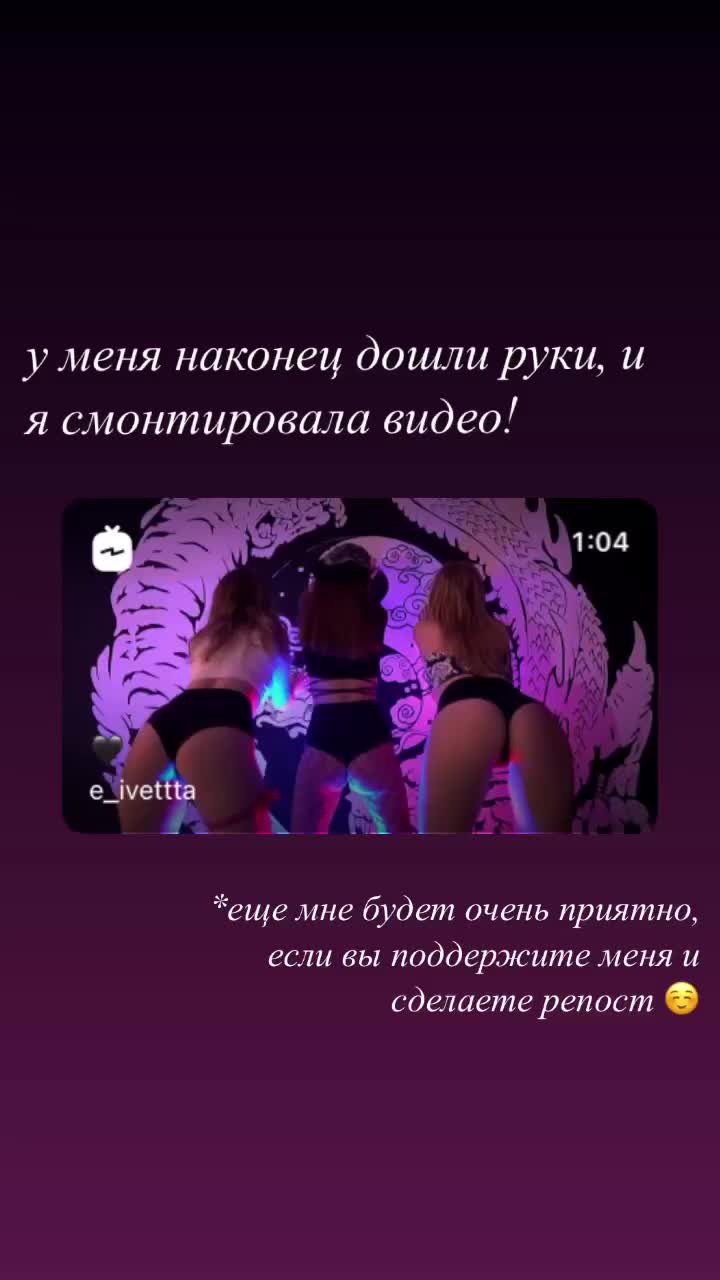 у меня наконец дошли руки, и
я смонтировала видео!
1:04
🖤
e_ivettta
*еще мне будет очень приятно,
если вы поддержите меня и
сделаете репост ☺️